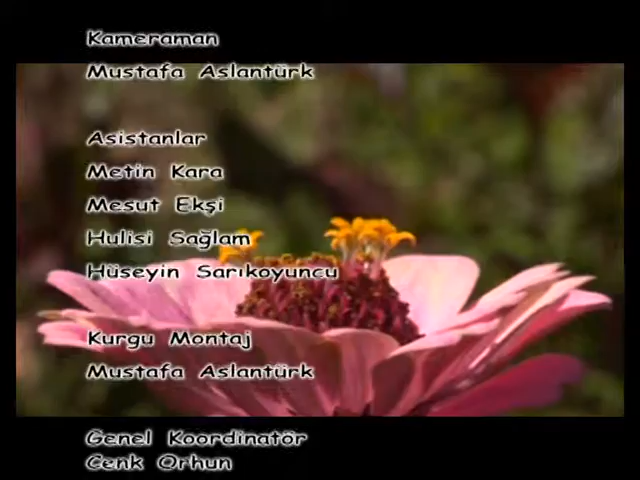 Kameraman
Mustafa Aslantürk
Asistanlar
Metin Kara
Mesut Ekşi
Hulisi Sağlam
Hüseyin Sarıkoyuncu
Kurgu Montaj
Mustafa Aslantürk
Genel Koordinatör
Cenk Orhun